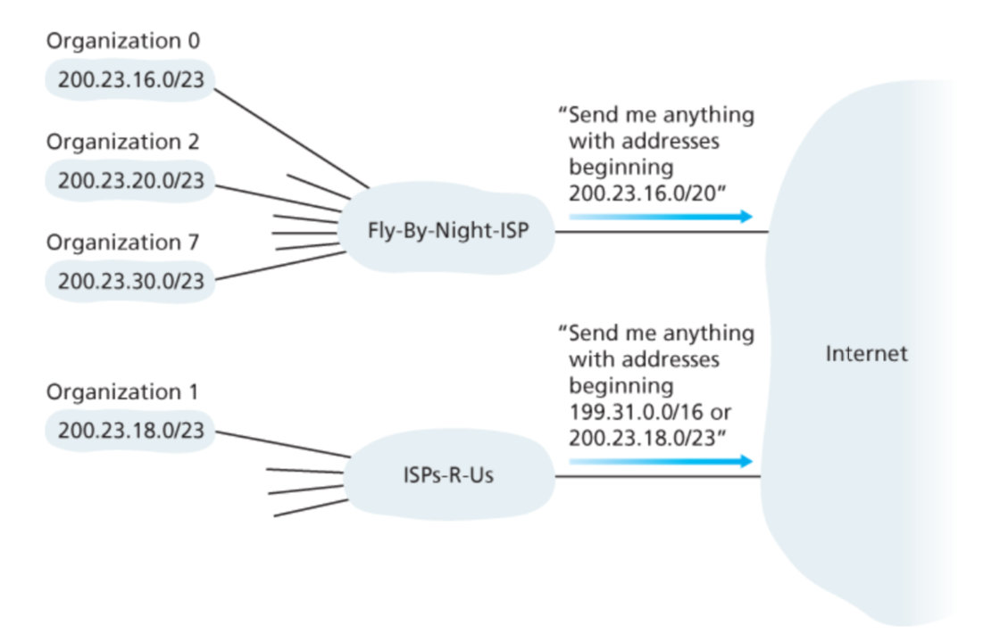 Organization 0
200.23.16.0/23
Organization 2
200.23.20.0/23
Organization 7
200.23.30.0/23
Fly-By-Night-ISP
“Send me anything
with addresses
beginning
200.23.16.0/20”
Organization 1
200.23.18.0/23
ISPs-R-Us
“Send me anything
with addresses
beginning
199.31.0.0/16 or
200.23.18.0/23”
Internet